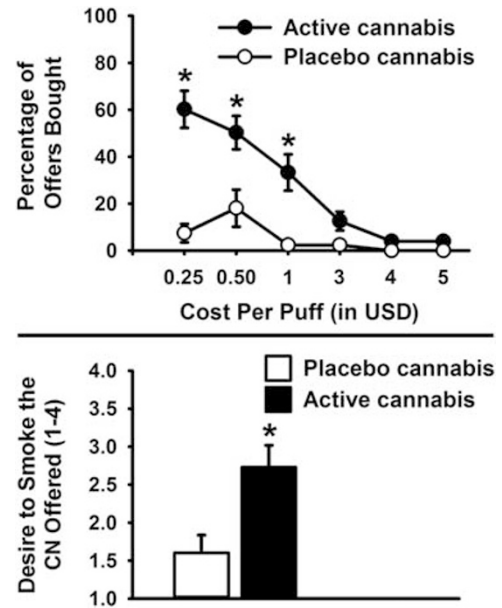 100
80
60
40
20
0
Percentage of
Offers Bought
Active cannabis
Placebo cannabis
*
*
*
0.25 0.50 1 3 4 5
Cost Per Puff (in USD)
4.0
3.5
3.0
2.5
2.0
1.5
1.0
Desire to Smoke the
CN Offered (1-4)
Placebo cannabis
Active cannabis
*